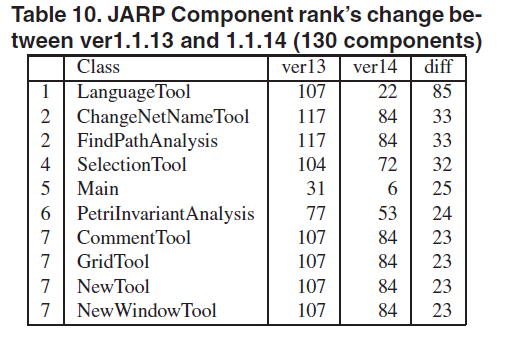 Table 10. JARP Component rank's change be-
tween ver1.1.13 and 1.1.14 (130 components)
Class ver13 ver14 diff
1 LanguageTool 107 22 85
2 ChangeNetNameTool 117 84 33
2 FindPathAnalysis 117 84 33
4 SelectionTool 104 72 32
5 Main 31 6 25
6 PetriInvariantAnalysis 77 53 24
7 CommentTool 107 84 23
7 GridTool 107 84 23
7 NewTool 107 84 23
7 NewWindowTool 107 84 23